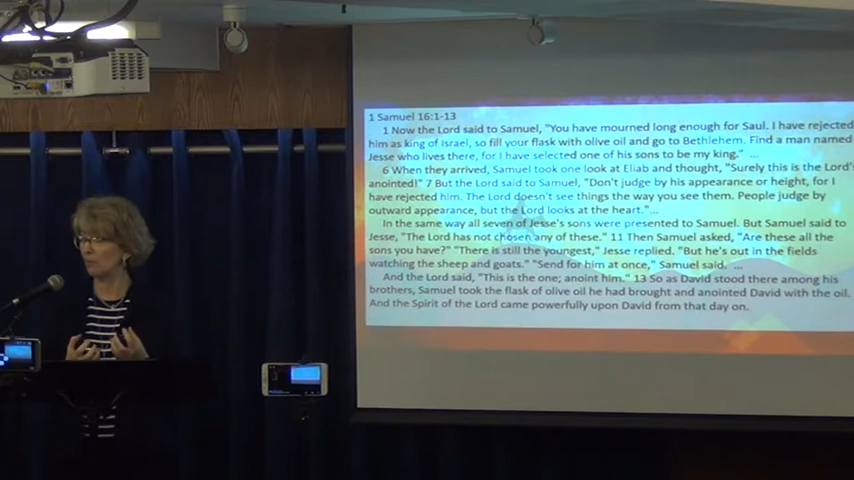 1 Samuel 16:1-13
1 Now the Lord said to Samuel, "You have mourned long enough for Saul. I have rejected
him as king of Israel, so fill your flask with olive oil and go to Bethlehem. Find a man named
Jesse who lives there, for I have selected one of his sons to be my king." ...
6 When they arrived, Samuel took one look at Eliab and thought, "Surely this is the Lord's
anointed!" 7 But the Lord said to Samuel, "Don't judge by his appearance or height, for I
have rejected him. The Lord doesn't see things the way you see them. People judge by
outward appearance, but the Lord looks at the heart."...
In the same way all seven of Jesse's sons were presented to Samuel. But Samuel said to
Jesse, "The Lord has not chosen any of these." 11 Then Samuel asked, "Are these all the
sons you have?" "There is still the youngest," Jesse replied. "But he's out in the fields
watching the sheep and goats." "Send for him at once," Samuel said. ...
And the Lord said, "This is the one; anoint him." 13 So as David stood there among his
brothers, Samuel took the flask of olive oil he had brought and anointed David with the oil.
And the Spirit of the Lord came powerfully upon David from that day on.